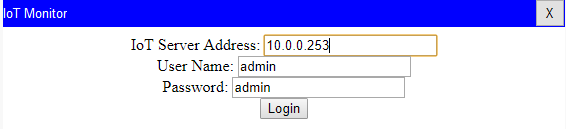 IoT Monitor X
IoT Server Address: 10.0.0.253
User Name: admin
Password: admin
Login